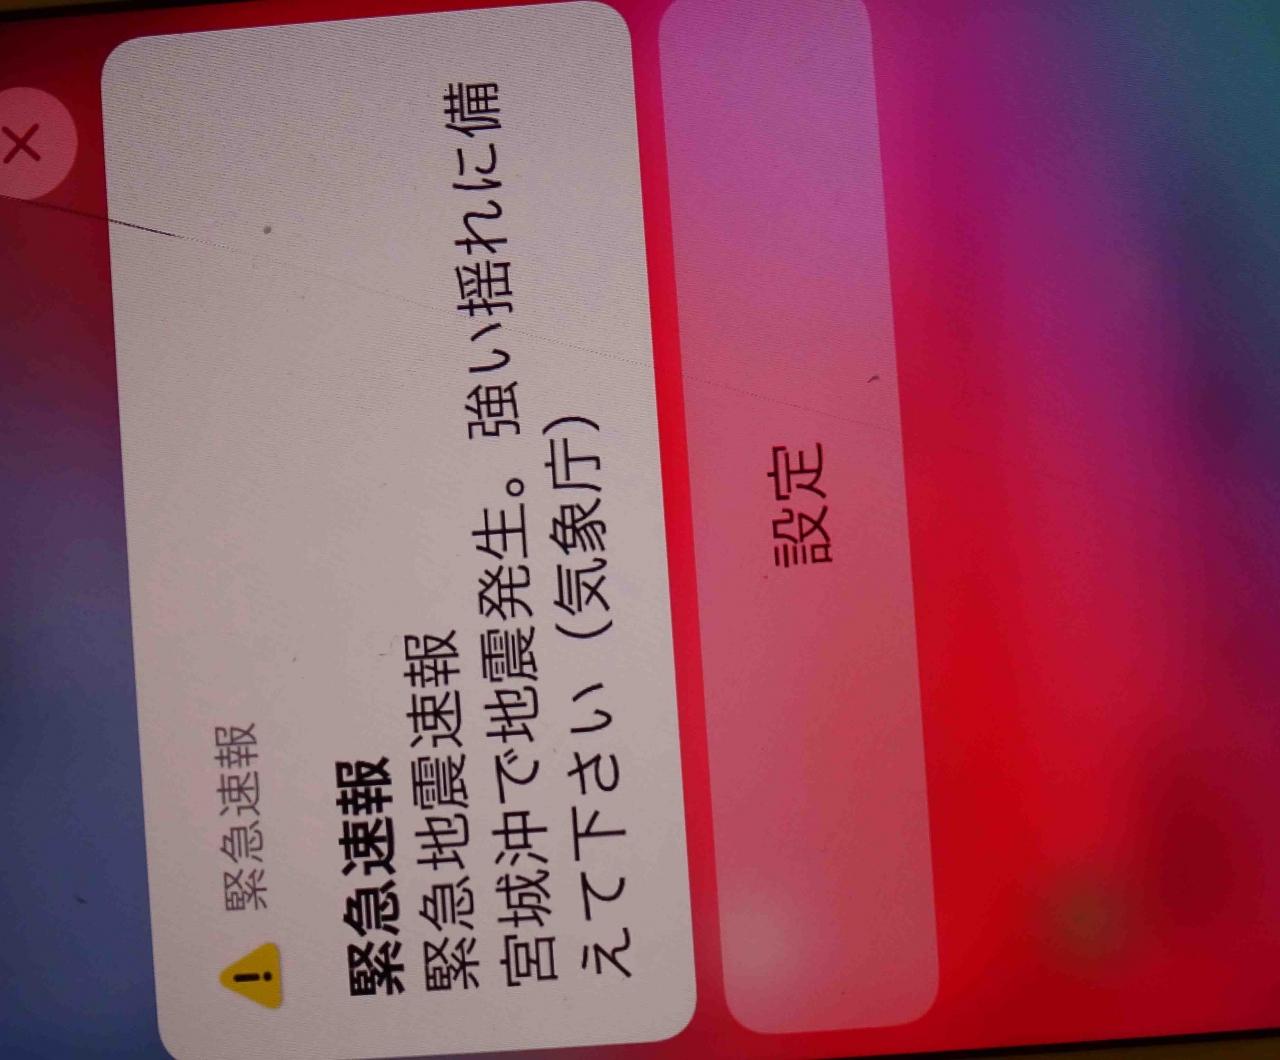 緊急速報
緊急速報
緊急地震速報
宮城沖で地震発生。強い揺れに備
えて下さい（気象庁）
設定